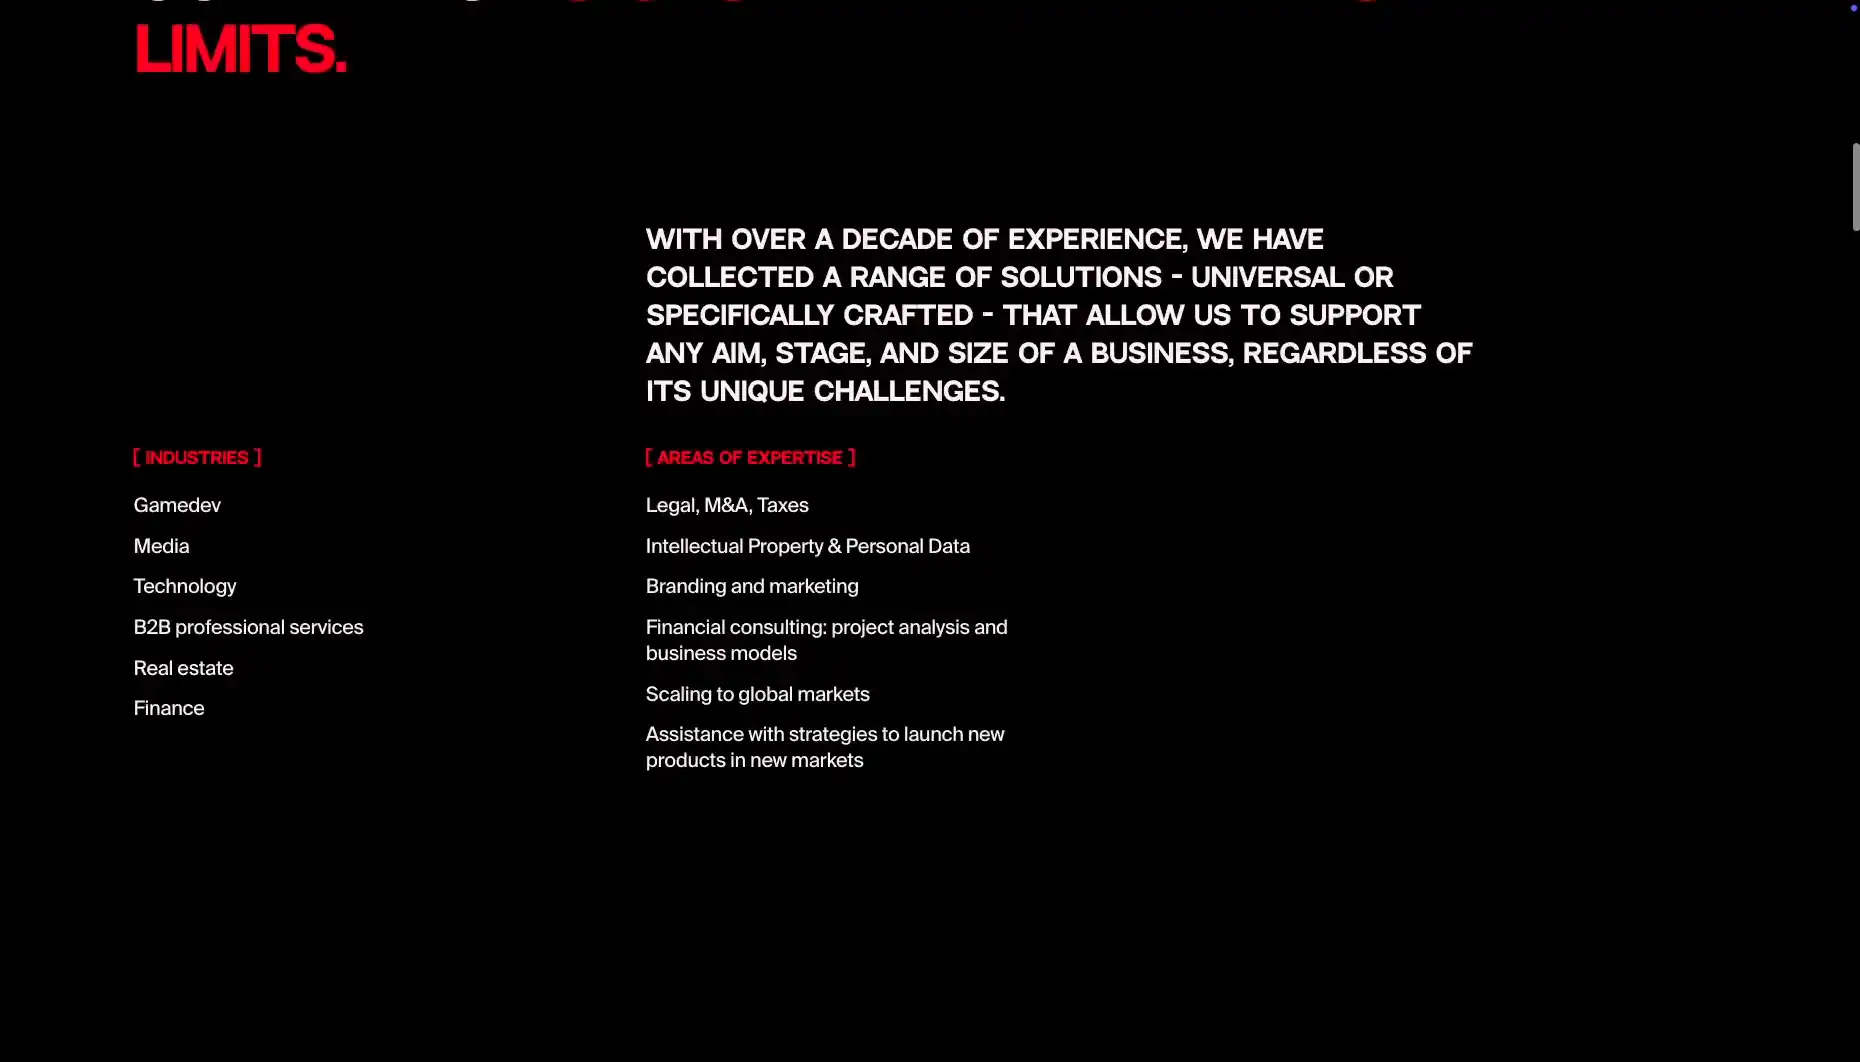 LIMITS.
WITH OVER A DECADE OF EXPERIENCE, WE HAVE
COLLECTED A RANGE OF SOLUTIONS - UNIVERSAL OR
SPECIFICALLY CRAFTED - THAT ALLOW US TO SUPPORT
ANY AIM, STAGE, AND SIZE OF A BUSINESS, REGARDLESS OF
ITS UNIQUE CHALLENGES.
[ INDUSTRIES ]
Gamedev
Media
Technology
B2B professional services
Real estate
Finance
[ AREAS OF EXPERTISE ]
Legal, M&A, Taxes
Intellectual Property & Personal Data
Branding and marketing
Financial consulting: project analysis and
business models
Scaling to global markets
Assistance with strategies to launch new
products in new markets